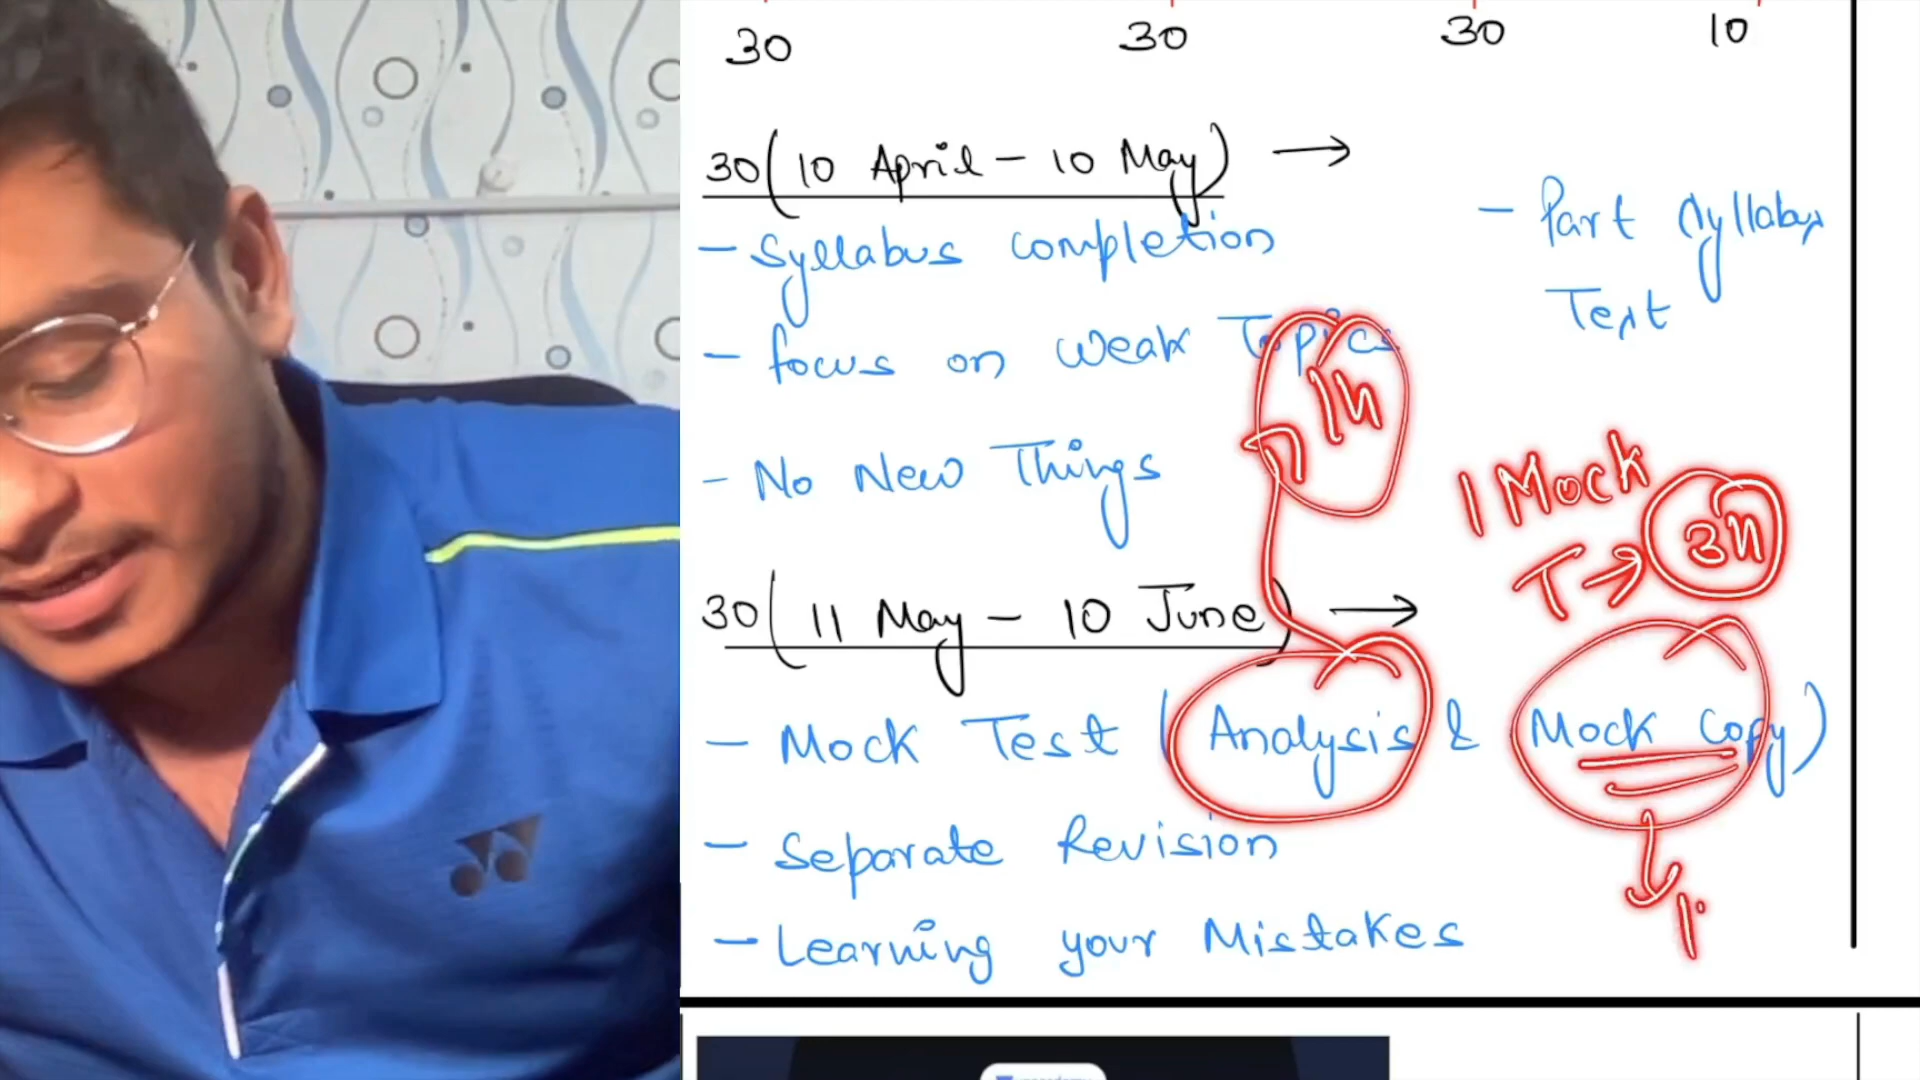 30 30 30 10
30 ( 10 April - 10 May ) →
- Syllabus completion
- Part Syllabus
Test
- focus on Weak Topics
1h
- No New Things
1 Mock
T → 3h
30 ( 11 May - 10 June ) →
- Mock Test ( Analysis & Mock Copy )
- Separate Revision
- Learning your Mistakes